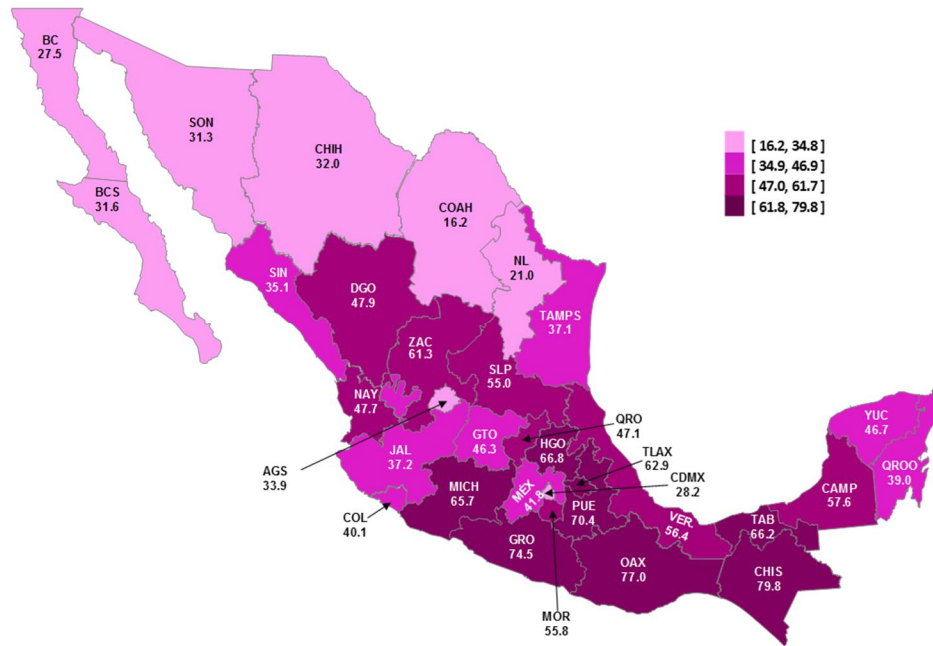 BC
27.5
SON
31.3
CHIH
32.0
BCS
31.6
COAH
16.2
NL
21.0
[ 16.2, 34.8 ]
[ 34.9, 46.9 ]
[ 47.0, 61.7 ]
[ 61.8, 79.8 ]
SIN
35.1
DGO
47.9
TAMPS
37.1
ZAC
61.3
SLP
55.0
NAY
47.7
JAL
37.2
GTO
46.3
QRO
47.1
HGO
66.8
TLAX
62.9
CDMX
28.2
YUC
46.7
QROO
39.0
CAMP
57.6
AGS
33.9
MICH
65.7
MÉX
41.8
PUE
70.4
COL
40.1
VER.
56.4
TAB
66.2
GRO
74.5
OAX
77.0
CHIS
79.8
MOR
55.8